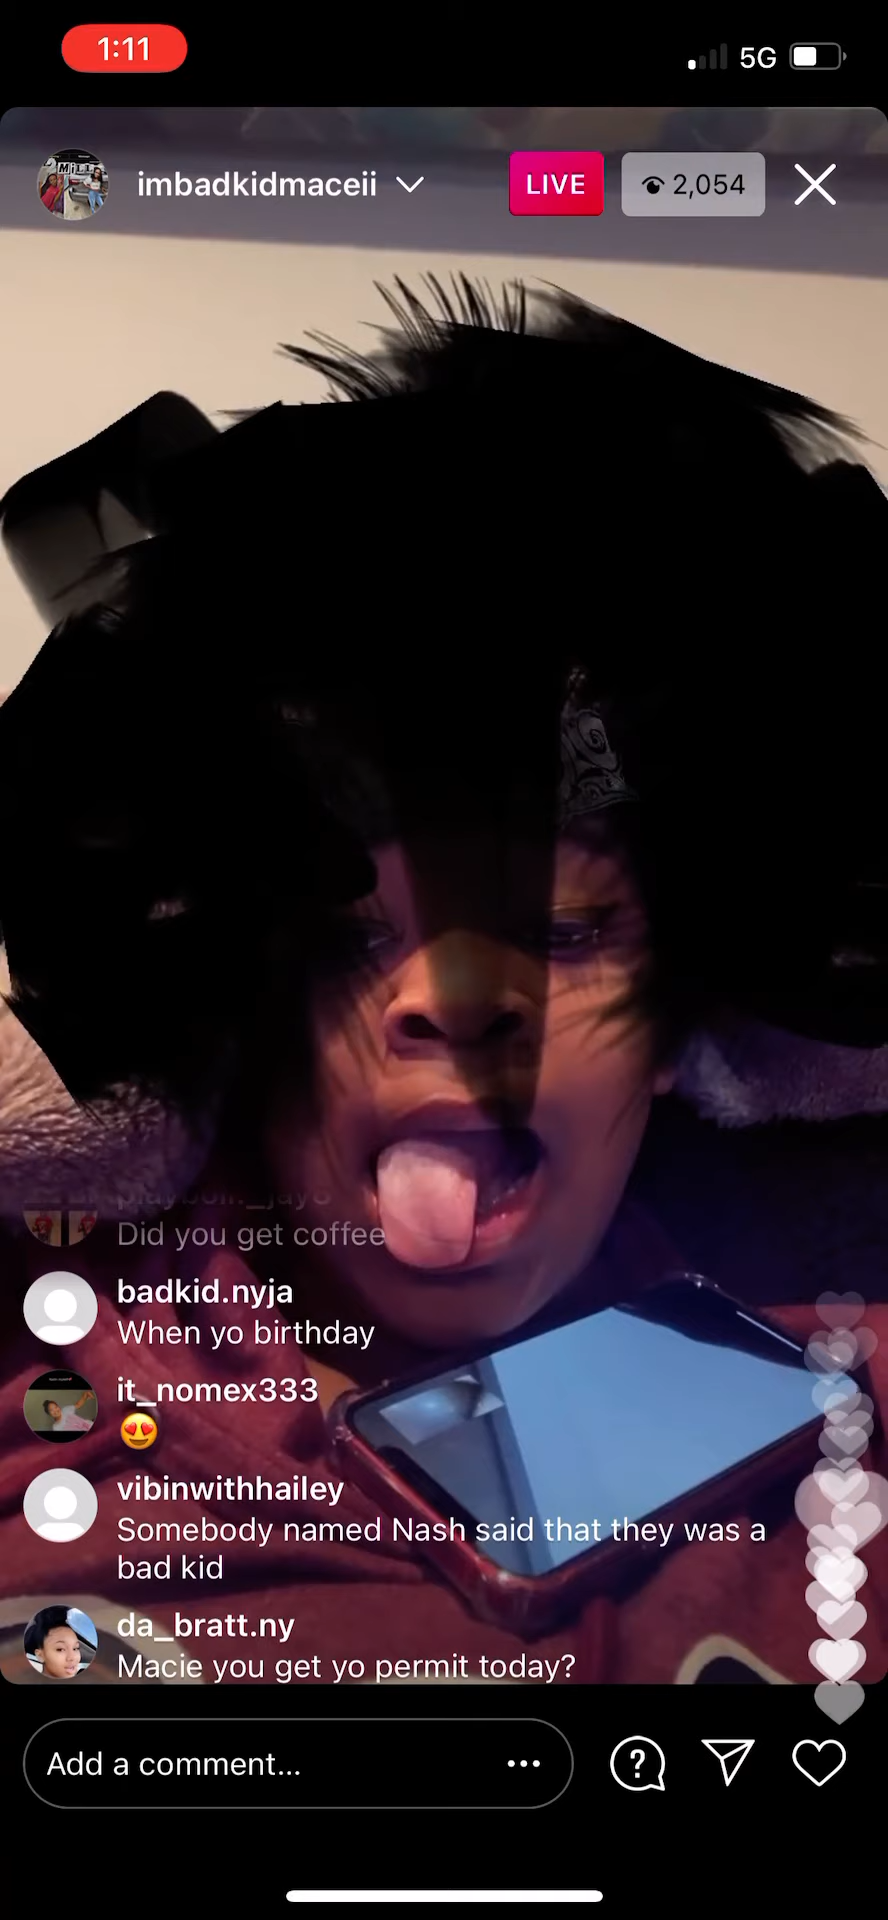 1:11
5G
MiLL
imbadkidmaceii
LIVE
2,054
Did you get coffee
badkid.nyja
When yo birthday
it_nomex333
😍
vibinwithhailey
Somebody named Nash said that they was a
bad kid
da_bratt.ny
Macie you get yo permit today?
Add a comment...